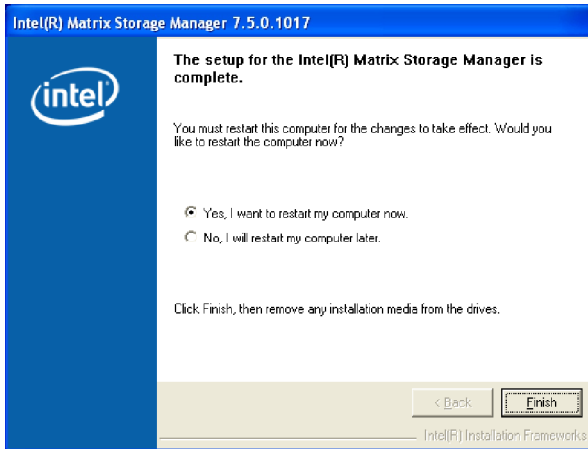 Intel(R) Matrix Storage Manager 7.5.0.1017
intel
The setup for the Intel(R) Matrix Storage Manager is
complete.
You must restart this computer for the changes to take effect. Would you
like to restart the computer now?
Yes, I want to restart my computer now.
No, I will restart my computer later.
Click Finish, then remove any installation media from the drives.
< Back
Finish
Intel(R) Installation Frameworks